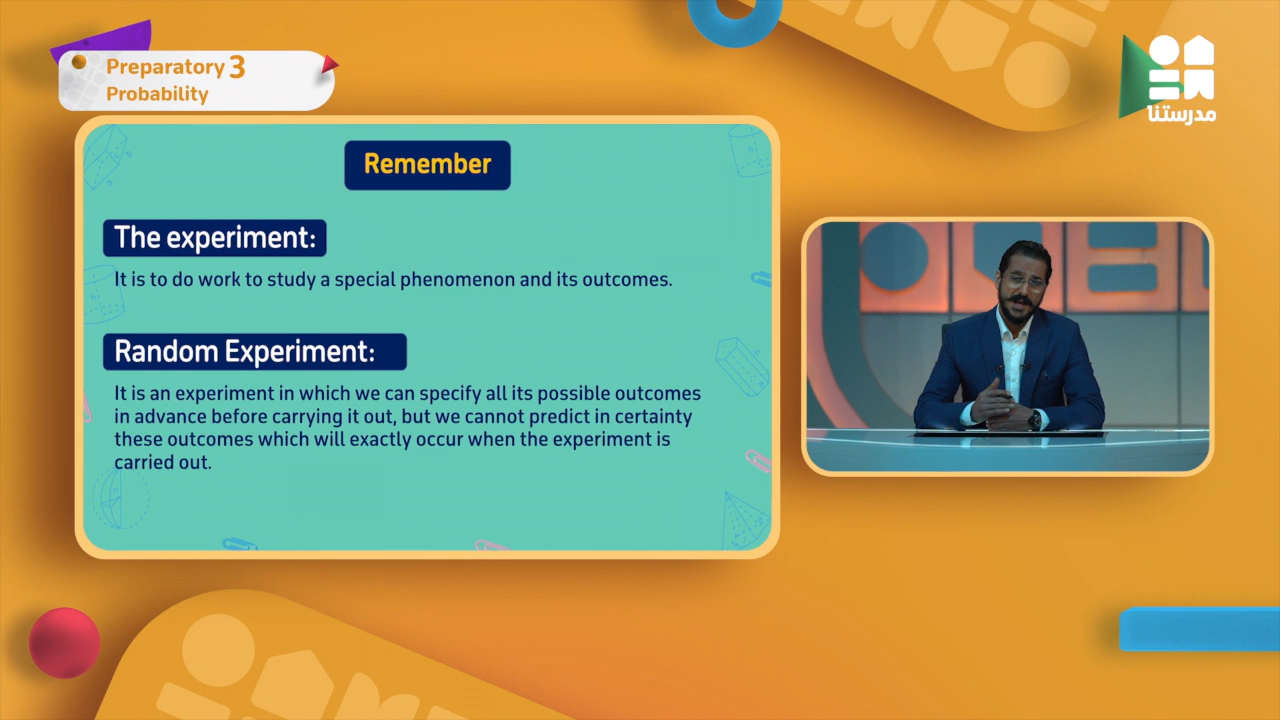 Preparatory 3
Probability
مدرستنا
Remember
The experiment:
It is to do work to study a special phenomenon and its outcomes.
Random Experiment:
It is an experiment in which we can specify all its possible outcomes
in advance before carrying it out, but we cannot predict in certainty
these outcomes which will exactly occur when the experiment is
carried out.